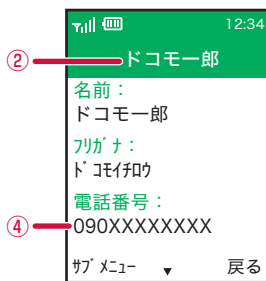 12:34
② ドコモ一郎
名前：
ドコモ一郎
ﾌﾘｶﾞﾅ：
ﾄﾞｺﾓｲﾁﾛｳ
電話番号：
④ 090XXXXXXXX
ｻﾌﾞﾒﾆｭｰ 戻る